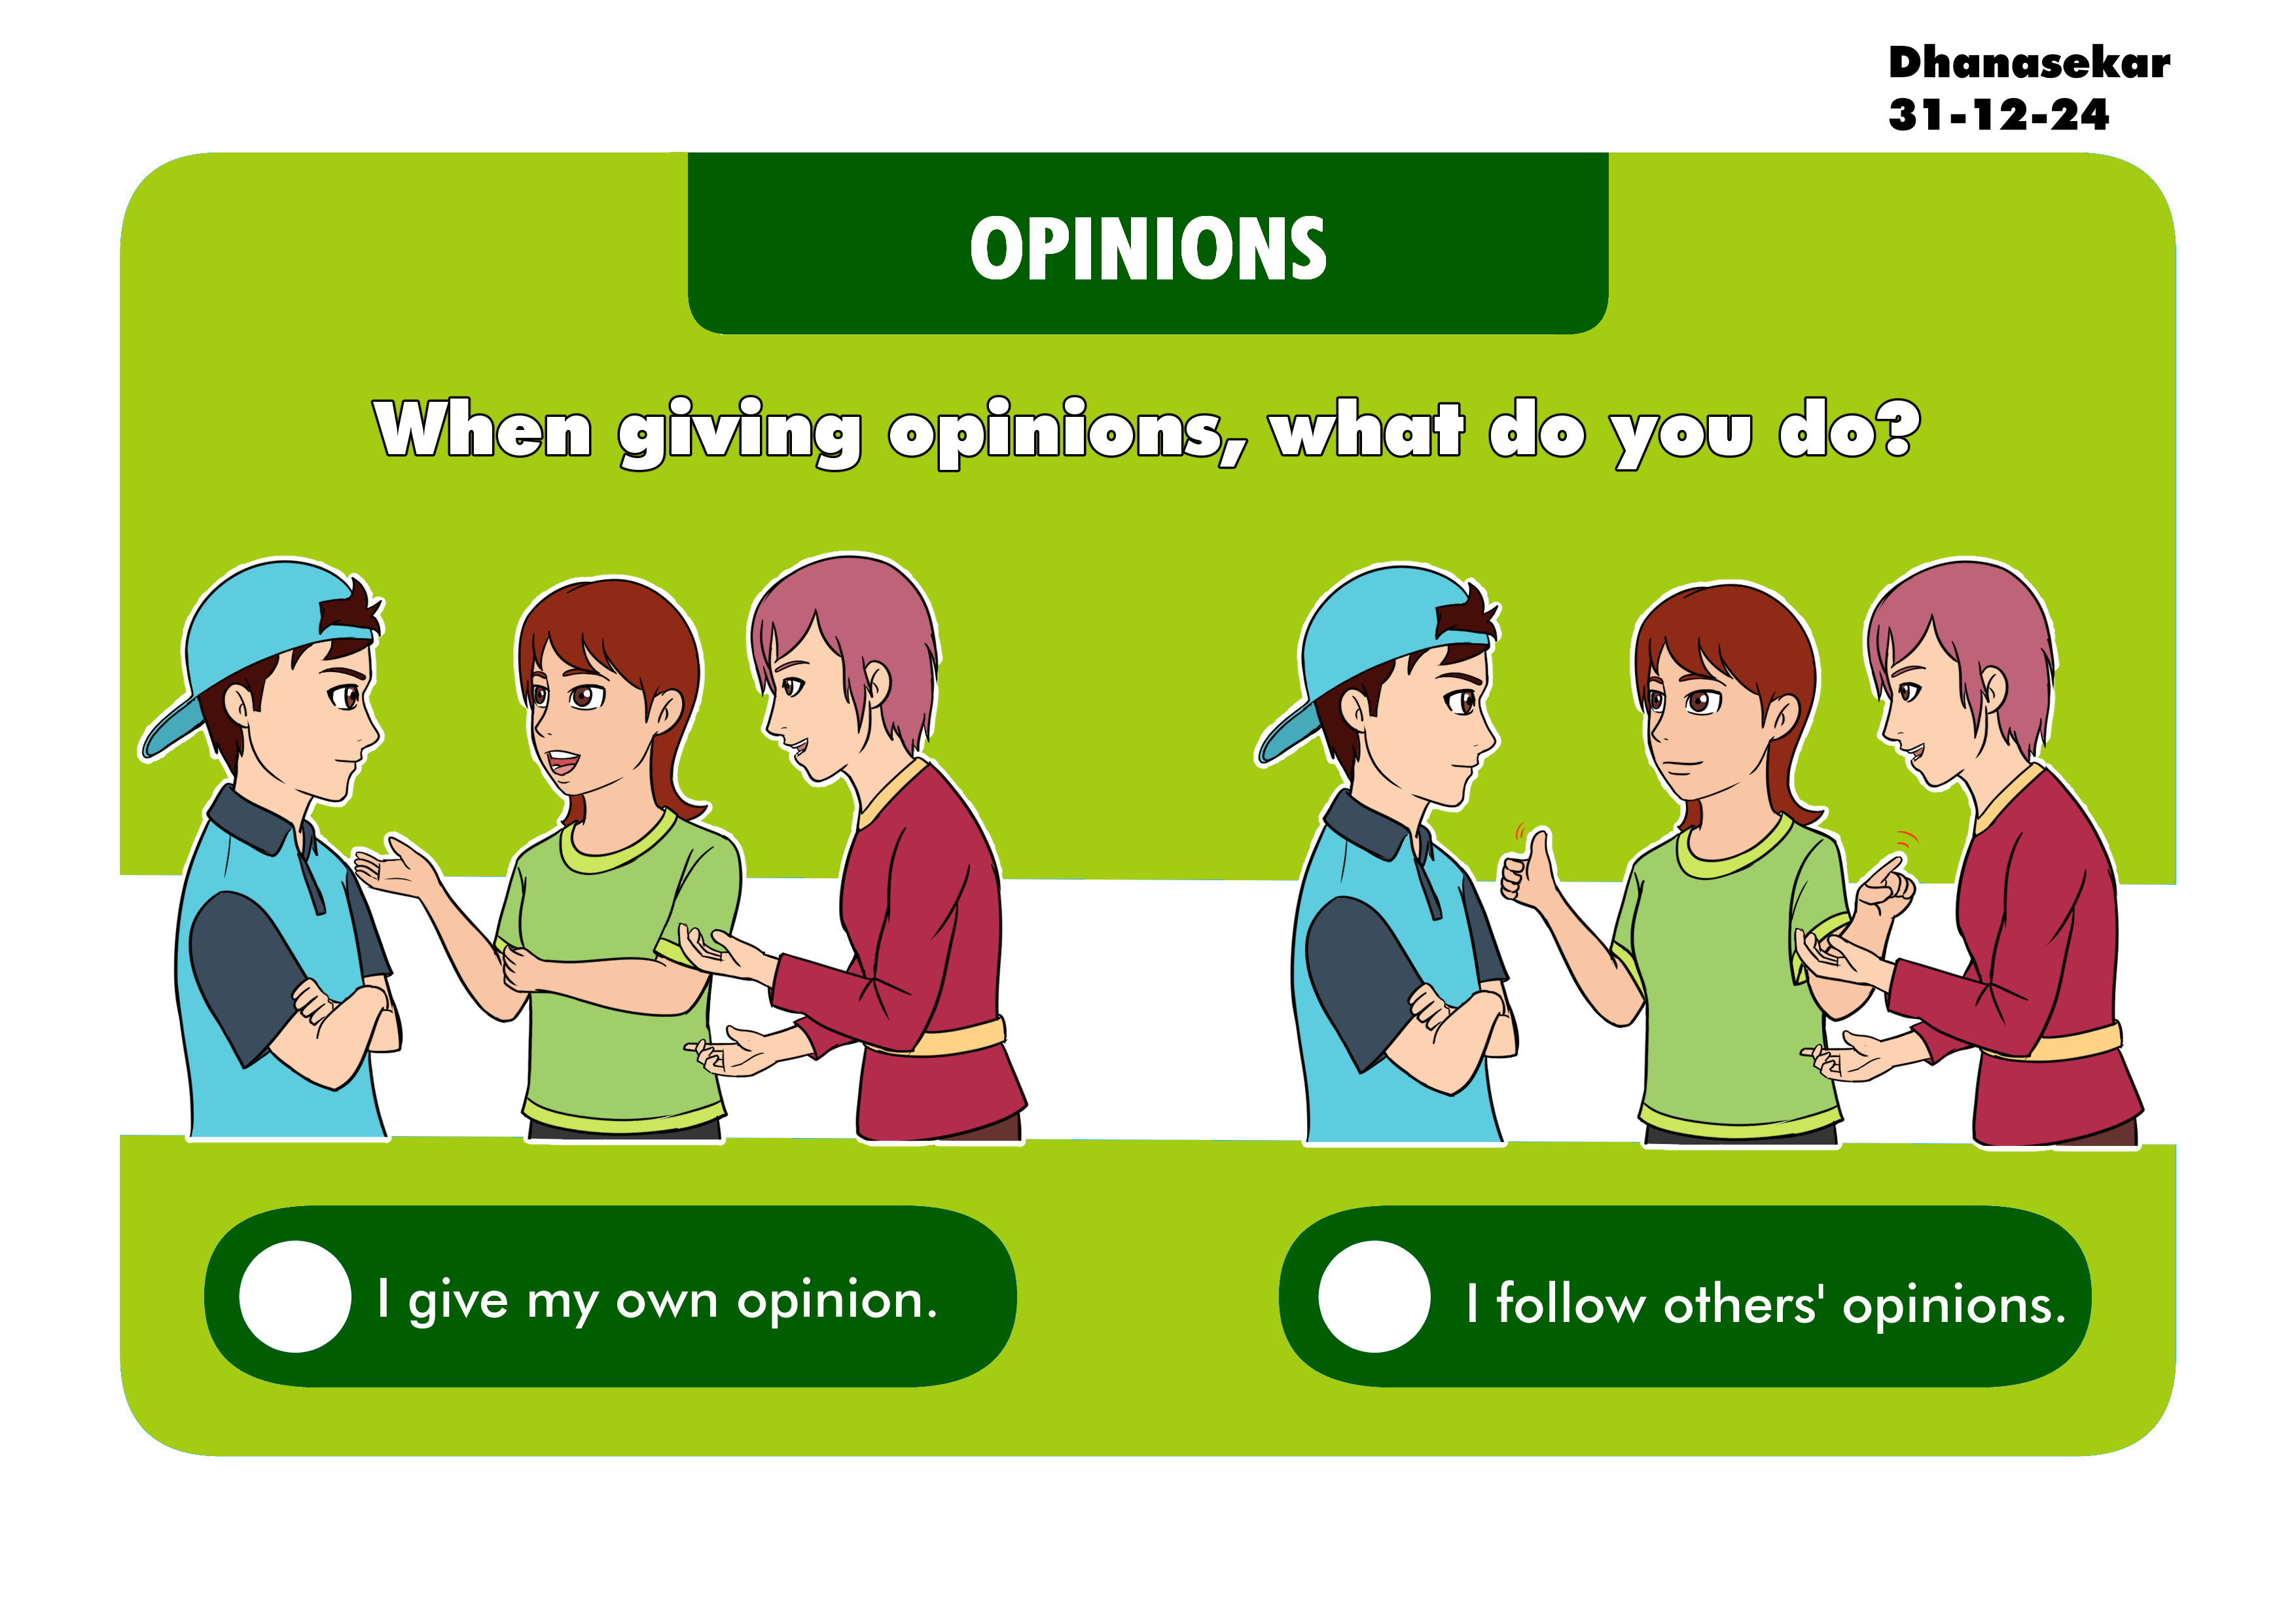 Dhanasekar
31-12-24
OPINIONS
When giving opinions, what do you do?
I give my own opinion.
I follow others' opinions.